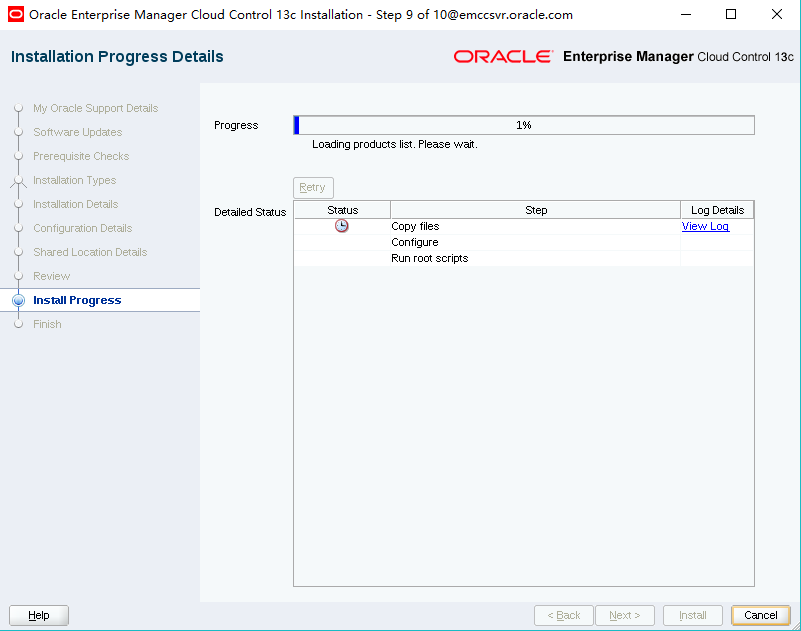 Oracle Enterprise Manager Cloud Control 13c Installation - Step 9 of 10@emccsvr.oracle.com
Installation Progress Details
ORACLE Enterprise Manager Cloud Control 13c
My Oracle Support Details
Software Updates
Prerequisite Checks
Installation Types
Installation Details
Configuration Details
Shared Location Details
Review
Install Progress
Finish
Progress
1%
Loading products list. Please wait.
Retry
Detailed Status
Status Step Log Details
Copy files View Log
Configure
Run root scripts
Help
< Back Next > Install Cancel